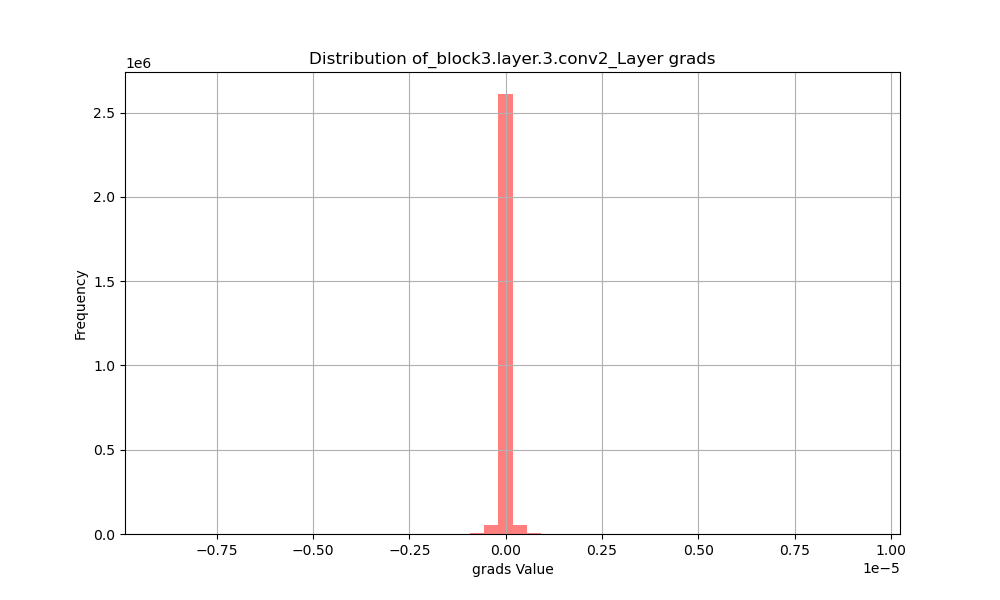 Distribution of_block3.layer.3.conv2_Layer grads
1e6
2.5
2.0
1.5
1.0
0.5
0.0
Frequency
−0.75 −0.50 −0.25 0.00 0.25 0.50 0.75 1.00
1e−5
grads Value